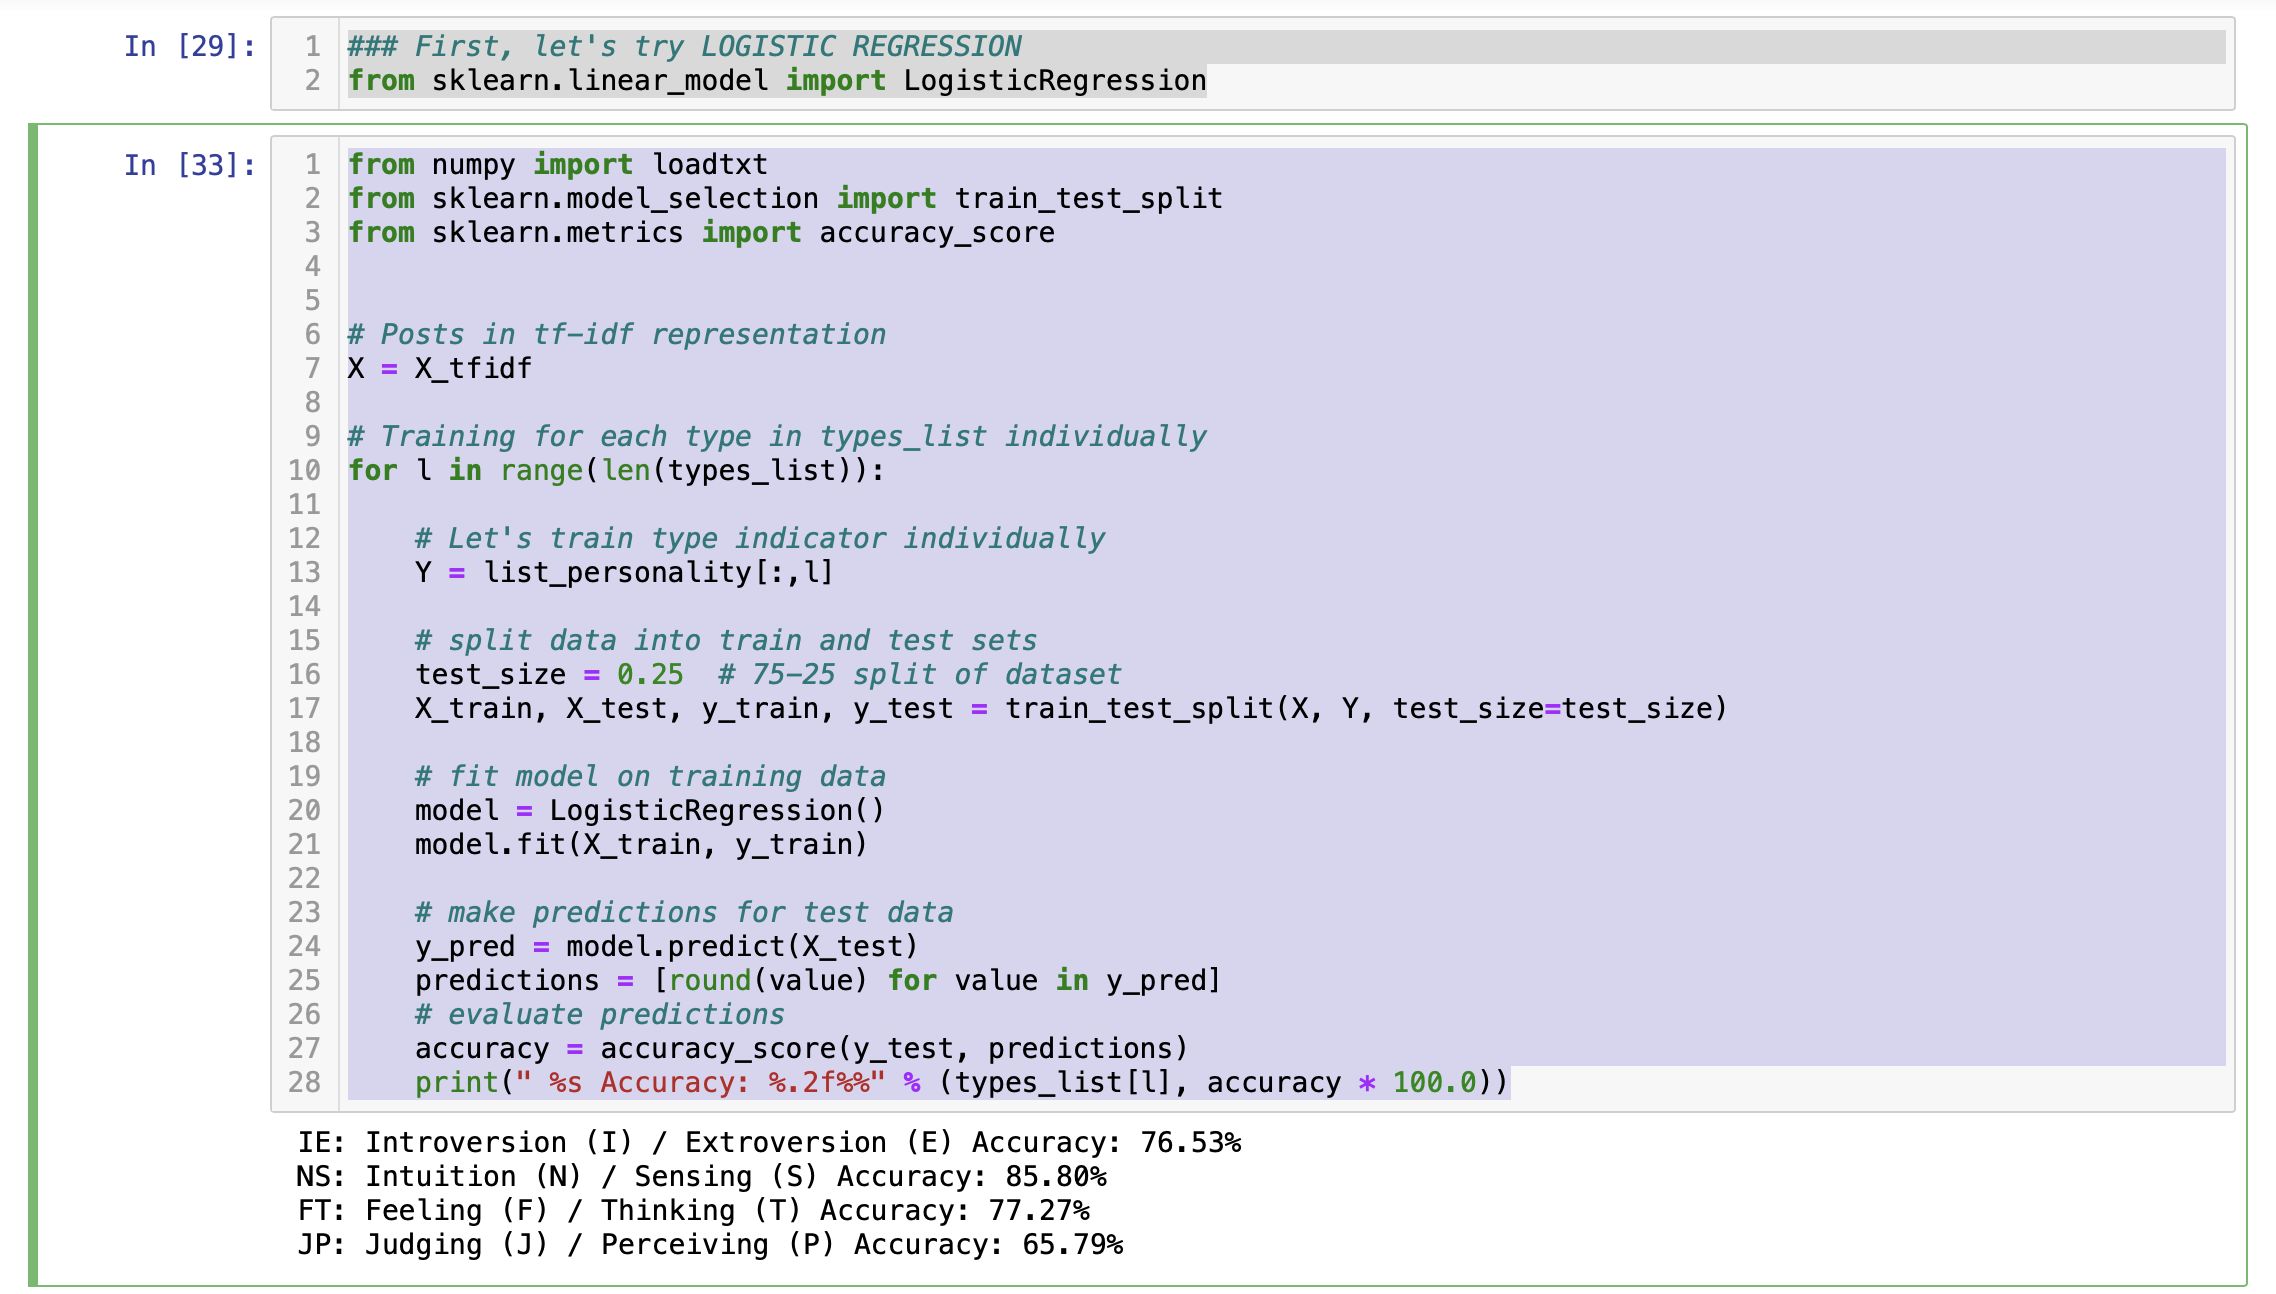 In [29]:
1 ### First, let's try LOGISTIC REGRESSION
2 from sklearn.linear_model import LogisticRegression
In [33]:
1 from numpy import loadtxt
2 from sklearn.model_selection import train_test_split
3 from sklearn.metrics import accuracy_score
4
5
6 # Posts in tf-idf representation
7 X = X_tfidf
8
9 # Training for each type in types_list individually
10 for l in range(len(types_list)):
11
12     # Let's train type indicator individually
13     Y = list_personality[:,l]
14
15     # split data into train and test sets
16     test_size = 0.25  # 75-25 split of dataset
17     X_train, X_test, y_train, y_test = train_test_split(X, Y, test_size=test_size)
18
19     # fit model on training data
20     model = LogisticRegression()
21     model.fit(X_train, y_train)
22
23     # make predictions for test data
24     y_pred = model.predict(X_test)
25     predictions = [round(value) for value in y_pred]
26     # evaluate predictions
27     accuracy = accuracy_score(y_test, predictions)
28     print(" %s Accuracy: %.2f%%" % (types_list[l], accuracy * 100.0))
IE: Introversion (I) / Extroversion (E) Accuracy: 76.53%
NS: Intuition (N) / Sensing (S) Accuracy: 85.80%
FT: Feeling (F) / Thinking (T) Accuracy: 77.27%
JP: Judging (J) / Perceiving (P) Accuracy: 65.79%